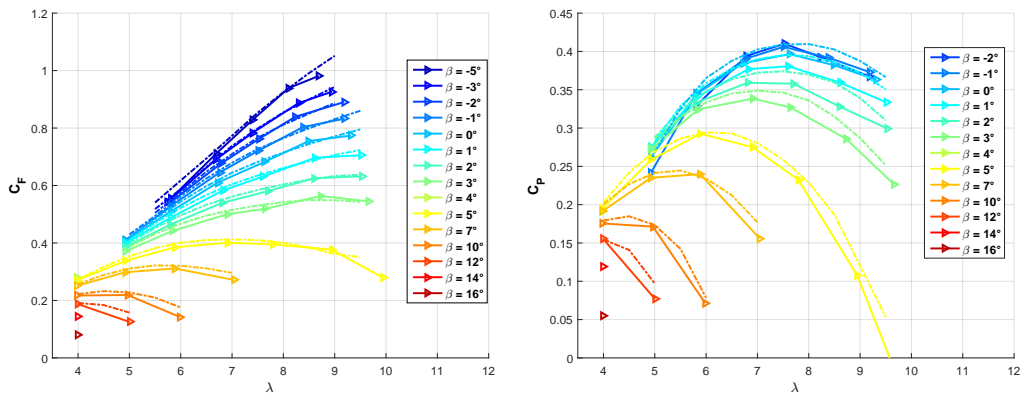 1.2
1
0.8
0.6
0.4
0.2
0
C_F
4 5 6 7 8 9 10 11 12
λ
β = -5°
β = -3°
β = -2°
β = -1°
β = 0°
β = 1°
β = 2°
β = 3°
β = 4°
β = 5°
β = 7°
β = 10°
β = 12°
β = 14°
β = 16°
0.45
0.4
0.35
0.3
0.25
0.2
0.15
0.1
0.05
0
C_P
4 5 6 7 8 9 10 11 12
λ
β = -2°
β = -1°
β = 0°
β = 1°
β = 2°
β = 3°
β = 4°
β = 5°
β = 7°
β = 10°
β = 12°
β = 14°
β = 16°